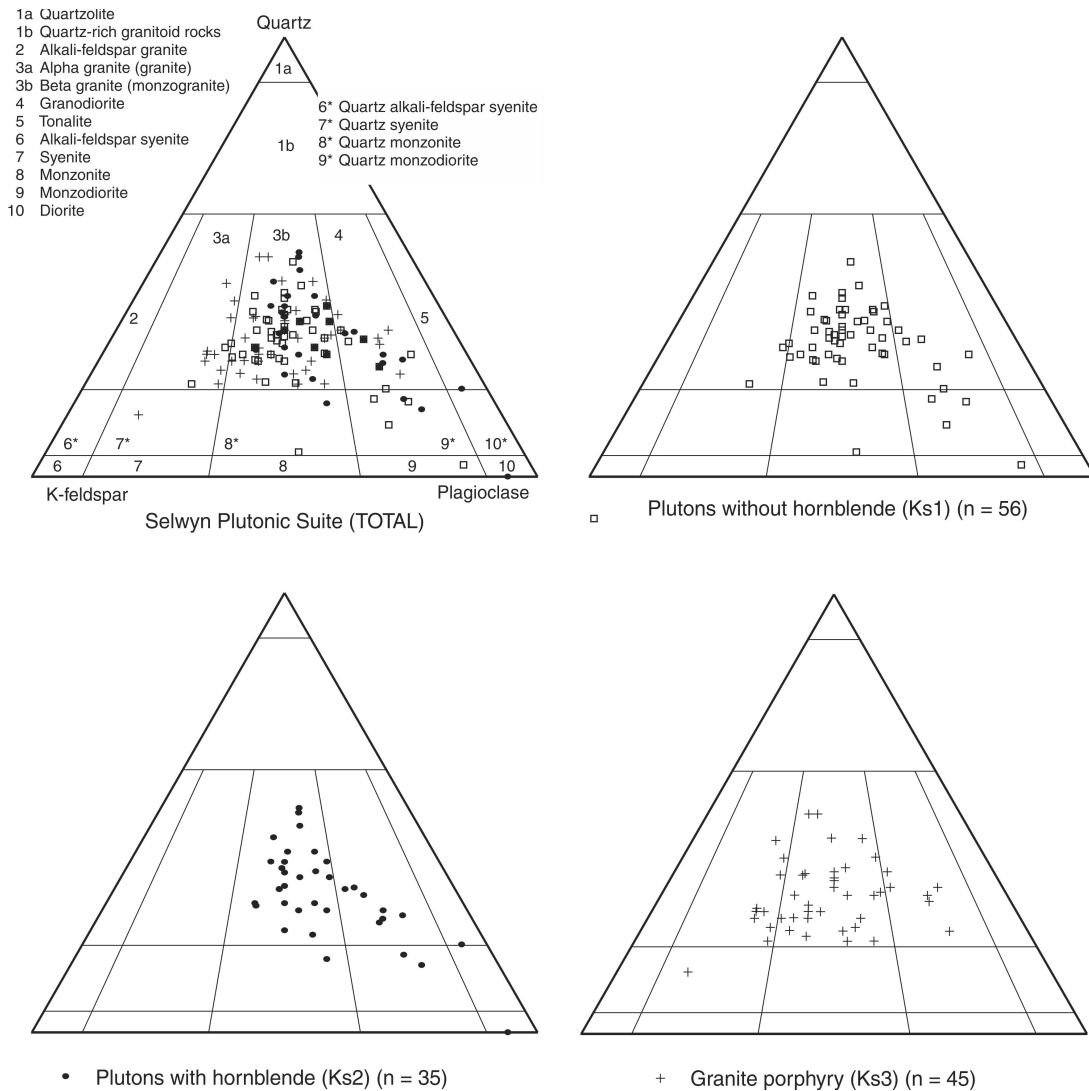 1a Quartzolite
1b Quartz-rich granitoid rocks
2 Alkali-feldspar granite
3a Alpha granite (granite)
3b Beta granite (monzogranite)
4 Granodiorite
5 Tonalite
6 Alkali-feldspar syenite
7 Syenite
8 Monzonite
9 Monzodiorite
10 Diorite
6* Quartz alkali-feldspar syenite
7* Quartz syenite
8* Quartz monzonite
9* Quartz monzodiorite
Quartz
1a
1b
3a 3b 4
2 5
6* 7* 8* 9* 10*
6 7 8 9 10
K-feldspar Plagioclase
Selwyn Plutonic Suite (TOTAL)
Plutons without hornblende (Ks1) (n = 56)
Plutons with hornblende (Ks2) (n = 35)
Granite porphyry (Ks3) (n = 45)